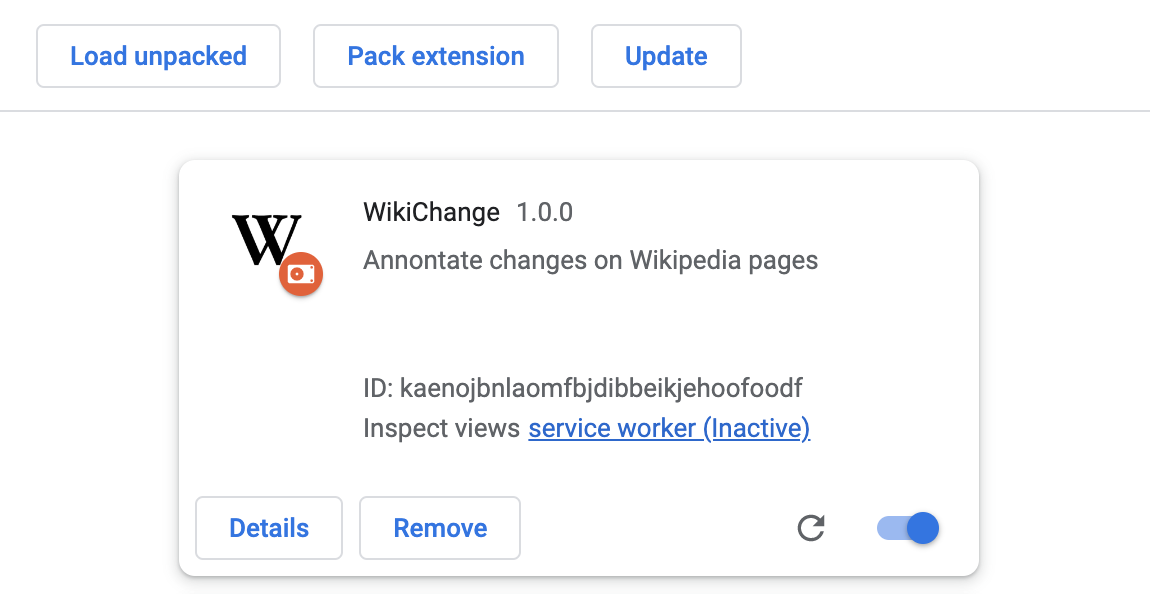 Load unpacked Pack extension Update
W
WikiChange 1.0.0
Annontate changes on Wikipedia pages
ID: kaenojbnlaomfbjdibbeikjehoofoodf
Inspect views service worker (Inactive)
Details Remove